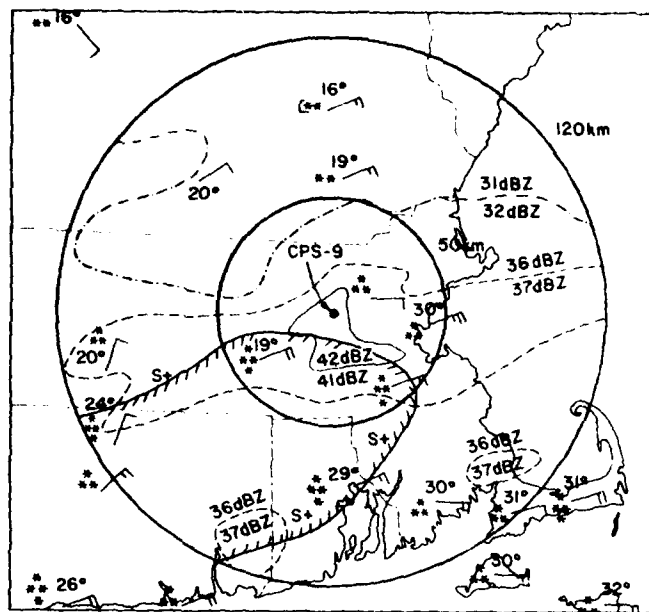 16°
16°
120km
19°
20°
31dBZ
32dBZ
50km
CPS-9
36dBZ
37dBZ
30°
20°
19°
42dBZ
41dBZ
S+
24°
S+
36dBZ
37dBZ
29°
36dBZ
37dBZ
S+
30°
31°
31°
30°
26°
32°